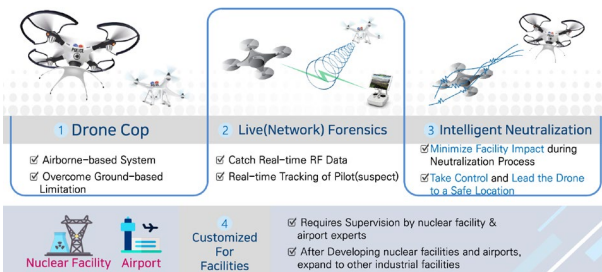 POLICE
1 Drone Cop
☑ Airborne-based System
☑ Overcome Ground-based
Limitation
2 Live(Network) Forensics
☑ Catch Real-time RF Data
☑ Real-time Tracking of Pilot(suspect)
3 Intelligent Neutralization
☑Minimize Facility Impact during
Neutralization Process
☑Take Control and Lead the Drone
to a Safe Location
Nuclear Facility
Airport
4
Customized
For
Facilities
☑ Requires Supervision by nuclear facility &
airport experts
☑ After Developing nuclear facilities and airports,
expand to other industrial facilities